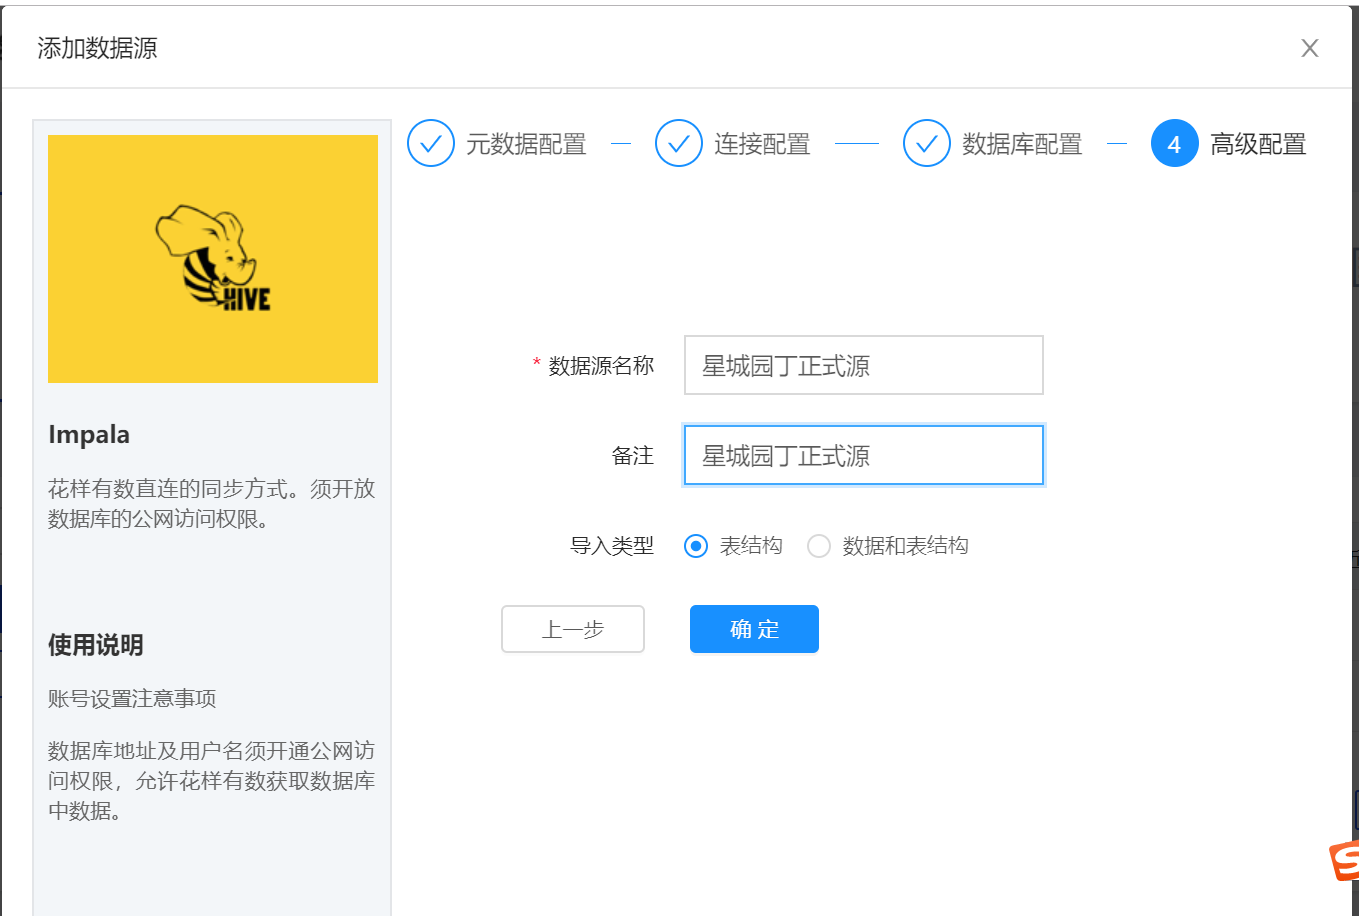 添加数据源
元数据配置
连接配置
数据库配置
4 高级配置
HIVE
Impala
花样有数直连的同步方式。须开放
数据库的公网访问权限。
使用说明
账号设置注意事项
数据库地址及用户名须开通公网访
问权限，允许花样有数获取数据库
中数据。
* 数据源名称
星城园丁正式源
备注
星城园丁正式源
导入类型
表结构
数据和表结构
上一步
确 定